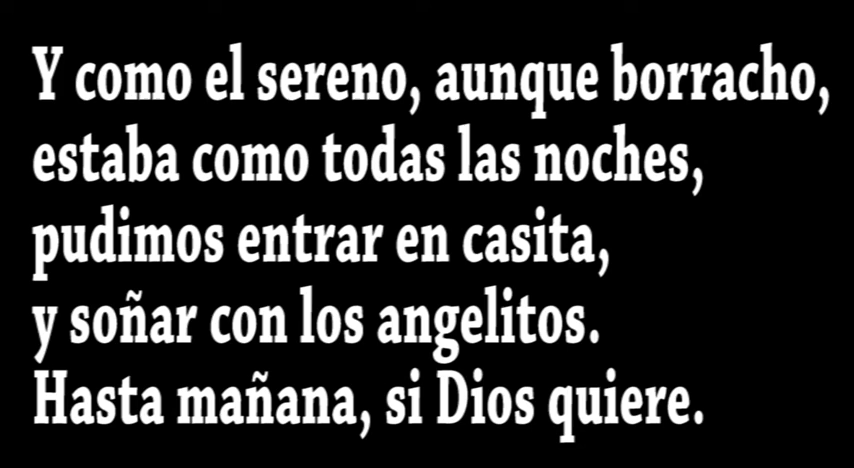 Y como el sereno, aunque borracho,
estaba como todas las noches,
pudimos entrar en casita,
y soñar con los angelitos.
Hasta mañana, si Dios quiere.